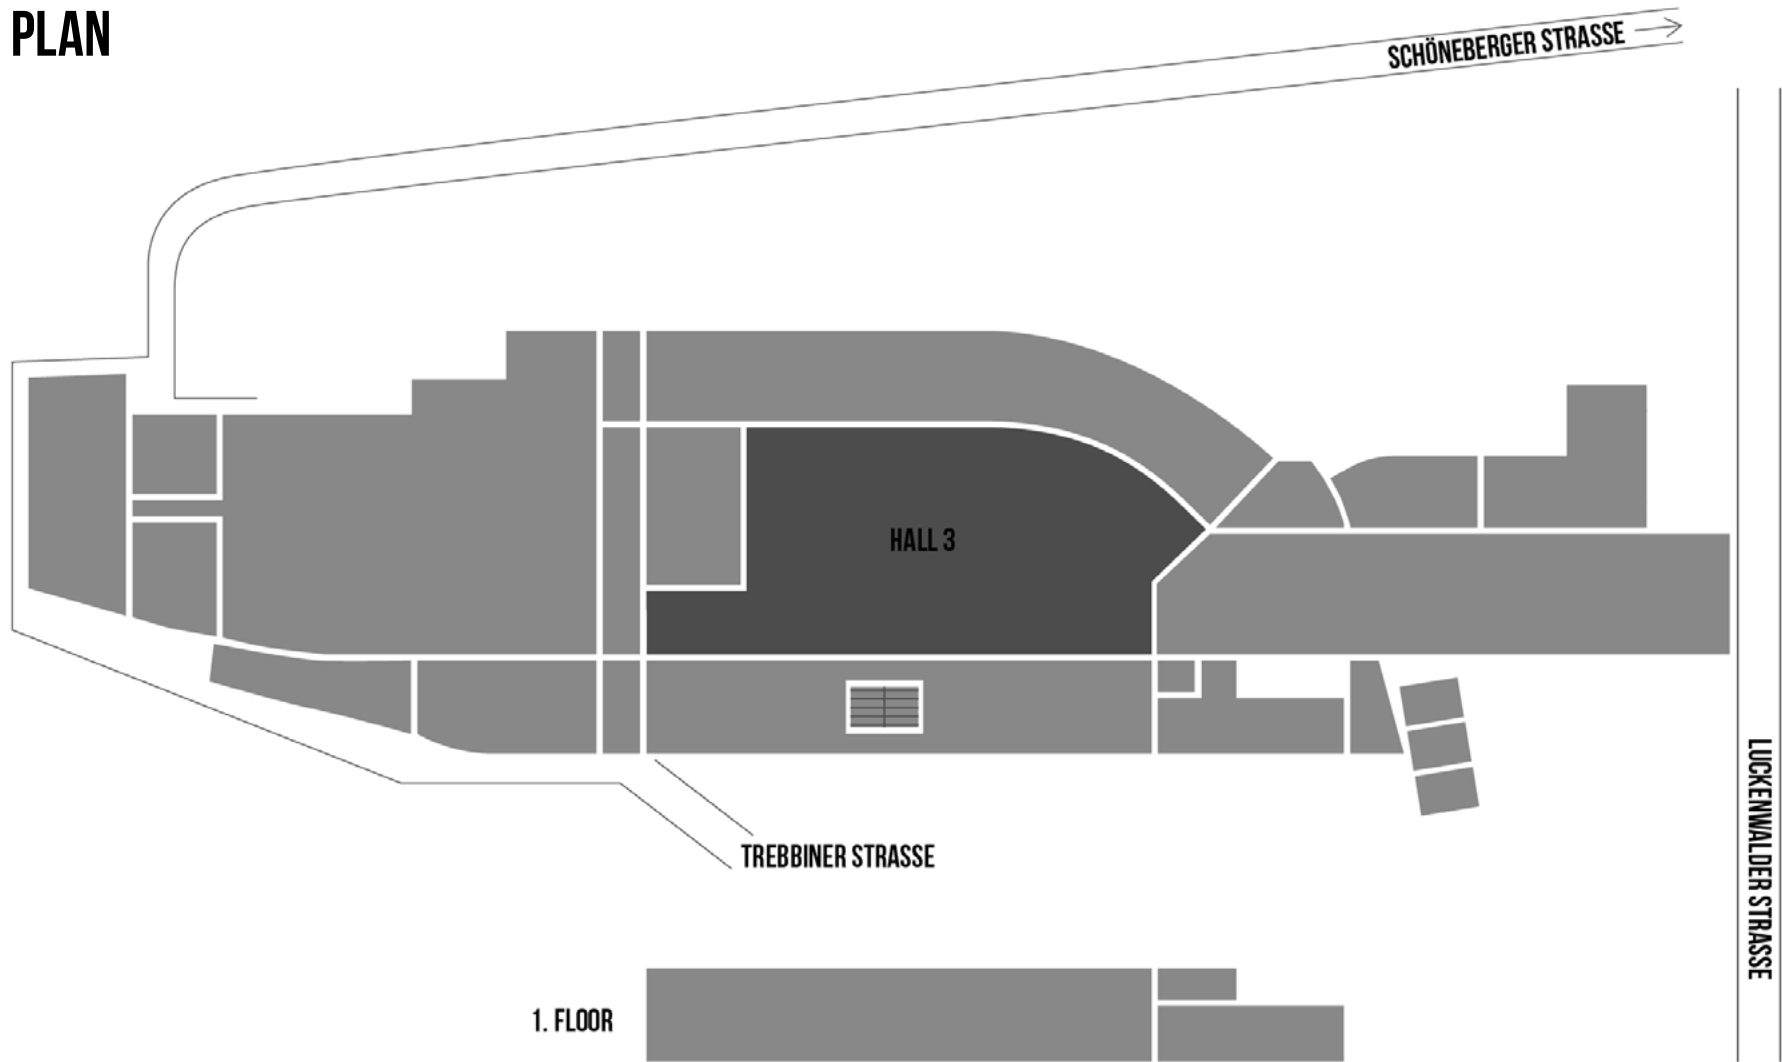 PLAN
SCHÖNEBERGER STRASSE
HALL 3
TREBBINER STRASSE
LUCKENWALDER STRASSE
1. FLOOR